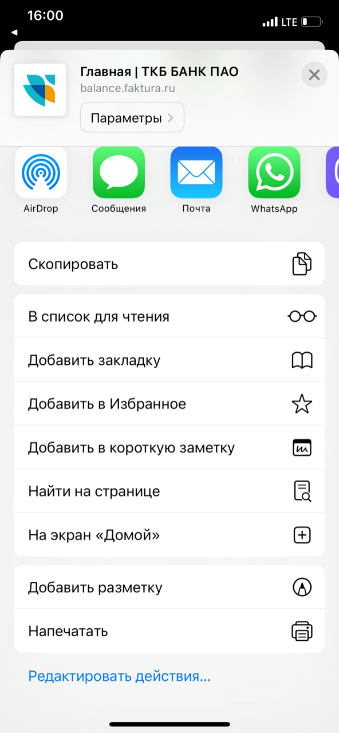 16:00
LTE
Главная | ТКБ БАНК ПАО
balance.faktura.ru
Параметры
AirDrop
Сообщения
Почта
WhatsApp
Скопировать
В список для чтения
Добавить закладку
Добавить в Избранное
Добавить в короткую заметку
Найти на странице
На экран «Домой»
Добавить разметку
Напечатать
Редактировать действия...